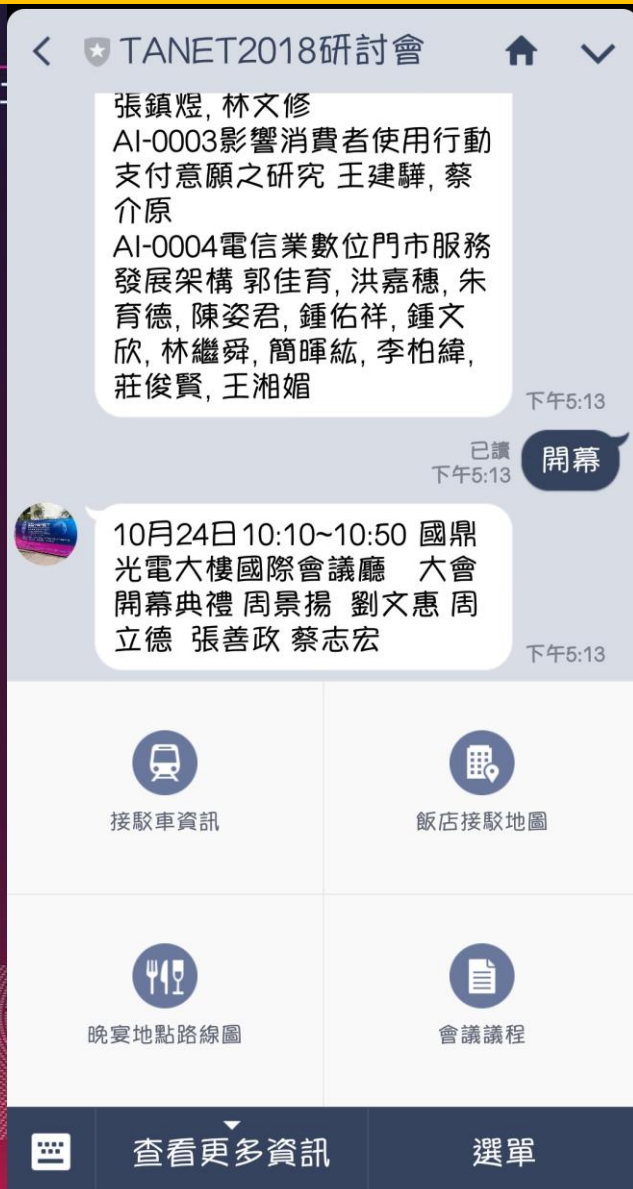 TANET2018研討會
張鎮焜, 林文修
AI-0003影響消費者使用行動
支付意願之研究 王建驊, 蔡
介原
AI-0004電信業數位門市服務
發展架構 郭佳育, 洪嘉穗, 朱
育德, 陳姿君, 鍾佑祥, 鍾文
欣, 林繼舜, 簡暉紘, 李柏緯,
莊俊賢, 王湘媚
下午5:13
已讀
下午5:13
開幕
10月24日10:10~10:50 國鼎
光電大樓國際會議廳 大會
開幕典禮 周景揚 劉文惠 周
立德 張善政 蔡志宏
下午5:13
接駁車資訊
飯店接駁地圖
晚宴地點路線圖
會議議程
查看更多資訊
選單